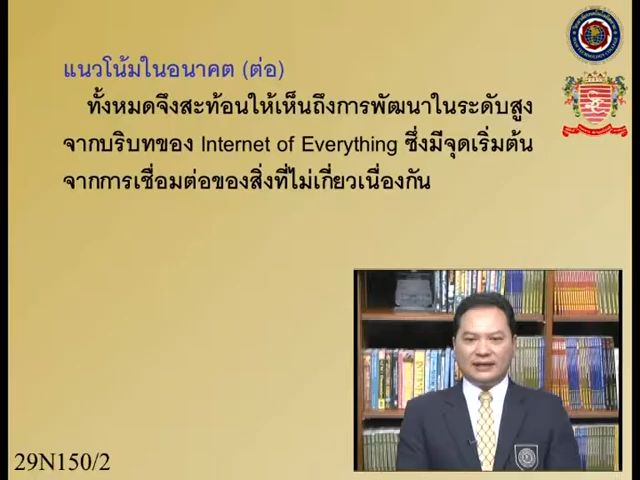 แนวโน้มในอนาคต (ต่อ)
ทั้งหมดจึงสะท้อนให้เห็นถึงการพัฒนาในระดับสูง
จากบริบทของ Internet of Everything ซึ่งมีจุดเริ่มต้น
จากการเชื่อมต่อของสิ่งที่ไม่เกี่ยวเนื่องกัน
29N150/2